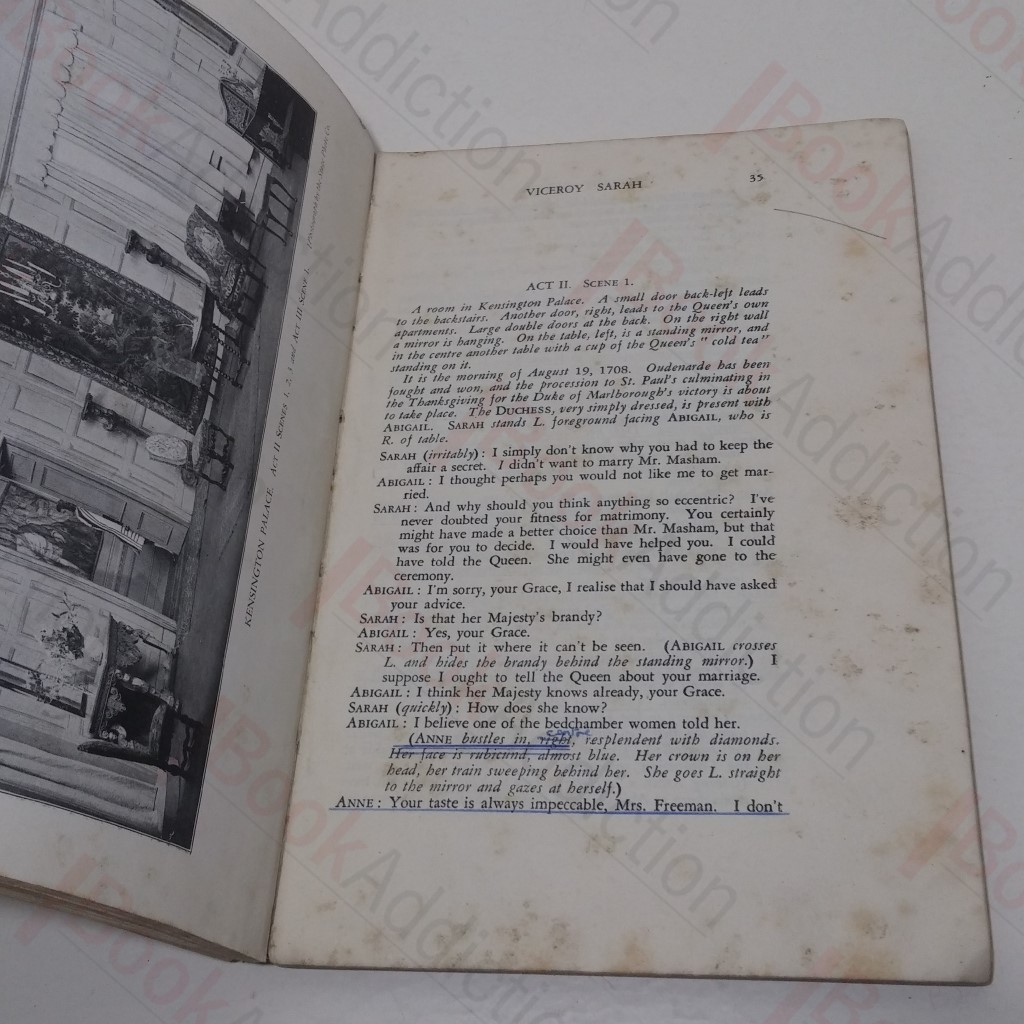 KENSINGTON PALACE. ACT II SCENES 1, 2, 3 and ACT III SCENE 1.
VICEROY SARAH
35
ACT II. SCENE 1.
A room in Kensington Palace. A small door back-left leads
to the backstairs. Another door, right, leads to the Queen's own
apartments. Large double doors at the back. On the right wall
a mirror is hanging. On the table, left, is a standing mirror, and
in the centre another table with a cup of the Queen's " cold tea"
standing on it.
It is the morning of August 19, 1708. Oudenarde has been
fought and won, and the procession to St. Paul's culminating in
the Thanksgiving for the Duke of Marlborough's victory is about
to take place. The DUCHESS, very simply dressed, is present with
ABIGAIL. SARAH stands L. foreground facing ABIGAIL, who is
R. of table.
SARAH (irritably) : I simply don't know why you had to keep the
affair a secret. I didn't want to marry Mr. Masham.
ABIGAIL : I thought perhaps you would not like me to get mar-
ried.
SARAH : And why should you think anything so eccentric? I've
never doubted your fitness for matrimony. You certainly
might have made a better choice than Mr. Masham, but that
was for you to decide. I would have helped you. I could
have told the Queen. She might even have gone to the
ceremony.
ABIGAIL : I'm sorry, your Grace, I realise that I should have asked
your advice.
SARAH : Is that her Majesty's brandy?
ABIGAIL : Yes, your Grace.
SARAH : Then put it where it can't be seen. (ABIGAIL crosses
L. and hides the brandy behind the standing mirror.) I
suppose I ought to tell the Queen about your marriage.
ABIGAIL : I think her Majesty knows already, your Grace.
SARAH (quickly) : How does she know?
ABIGAIL : I believe one of the bedchamber women told her.
centre
(ANNE bustles in, right, resplendent with diamonds.
Her face is rubicund, almost blue. Her crown is on her
head, her train sweeping behind her. She goes L. straight
to the mirror and gazes at herself.)
ANNE : Your taste is always impeccable, Mrs. Freeman. I don't
BookAddiction